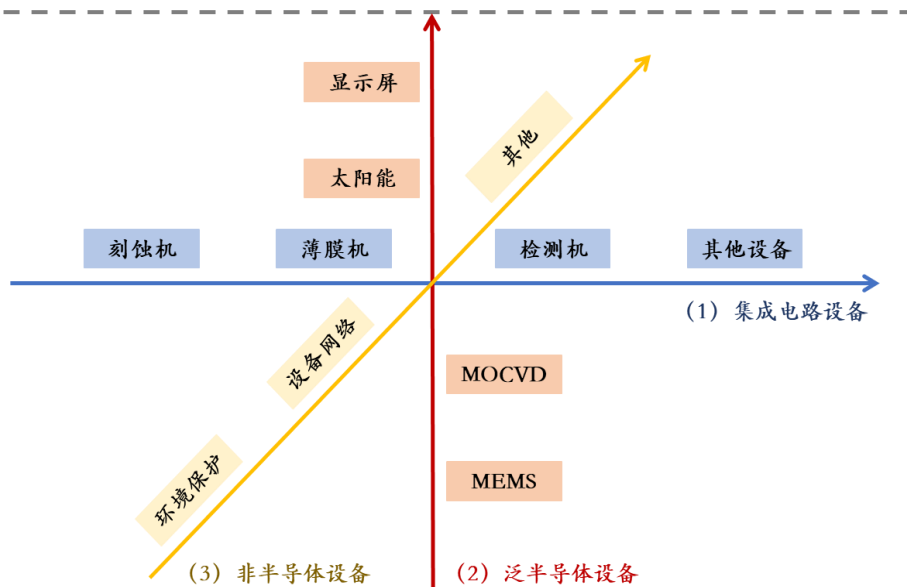 显示屏
其他
太阳能
刻蚀机
薄膜机
检测机
其他设备
(1) 集成电路设备
设备网络
MOCVD
环境保护
MEMS
(3) 非半导体设备
(2) 泛半导体设备